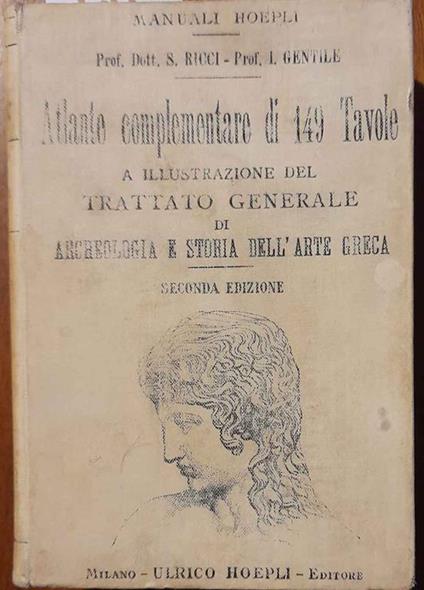 MANUALI HOEPLI
Prof. Dott. S. RICCI - Prof. I. GENTILE
Atlante complementare di 149 Tavole
A ILLUSTRAZIONE DEL
TRATTATO GENERALE
DI
ARCHEOLOGIA E STORIA DELL'ARTE GRECA
SECONDA EDIZIONE
MILANO - ULRICO HOEPLI - EDITORE